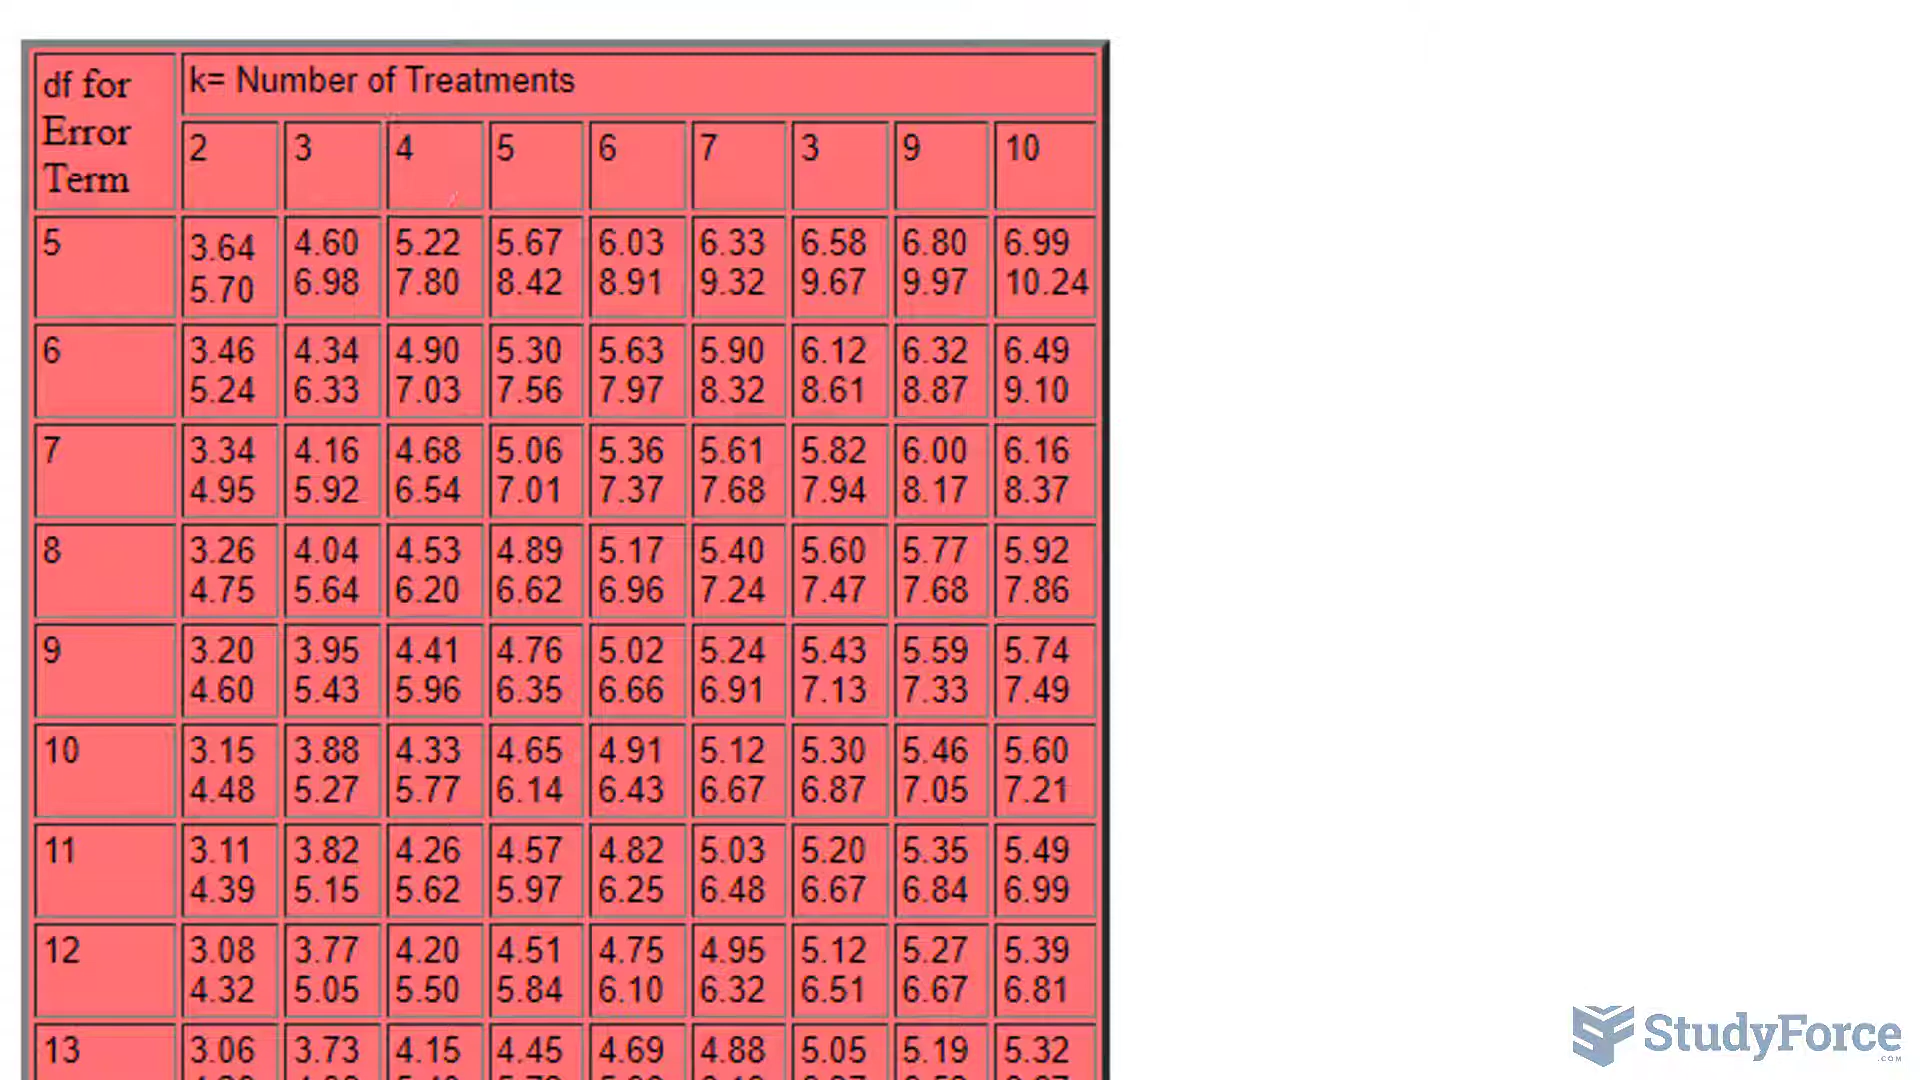 df for Error Term
k= Number of Treatments
2 3 4 5 6 7 3 9 10
5 3.64 4.60 5.22 5.67 6.03 6.33 6.58 6.80 6.99
5.70 6.98 7.80 8.42 8.91 9.32 9.67 9.97 10.24
6 3.46 4.34 4.90 5.30 5.63 5.90 6.12 6.32 6.49
5.24 6.33 7.03 7.56 7.97 8.32 8.61 8.87 9.10
7 3.34 4.16 4.68 5.06 5.36 5.61 5.82 6.00 6.16
4.95 5.92 6.54 7.01 7.37 7.68 7.94 8.17 8.37
8 3.26 4.04 4.53 4.89 5.17 5.40 5.60 5.77 5.92
4.75 5.64 6.20 6.62 6.96 7.24 7.47 7.68 7.86
9 3.20 3.95 4.41 4.76 5.02 5.24 5.43 5.59 5.74
4.60 5.43 5.96 6.35 6.66 6.91 7.13 7.33 7.49
10 3.15 3.88 4.33 4.65 4.91 5.12 5.30 5.46 5.60
4.48 5.27 5.77 6.14 6.43 6.67 6.87 7.05 7.21
11 3.11 3.82 4.26 4.57 4.82 5.03 5.20 5.35 5.49
4.39 5.15 5.62 5.97 6.25 6.48 6.67 6.84 6.99
12 3.08 3.77 4.20 4.51 4.75 4.95 5.12 5.27 5.39
4.32 5.05 5.50 5.84 6.10 6.32 6.51 6.67 6.81
13 3.06 3.73 4.15 4.45 4.69 4.88 5.05 5.19 5.32
StudyForce
.COM